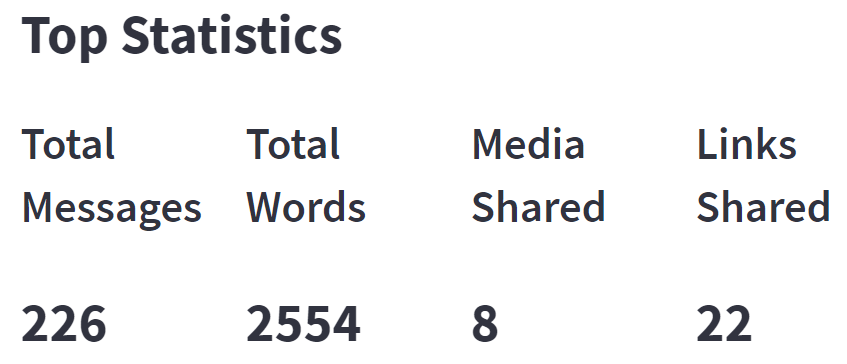 Top Statistics
Total Messages
Total Words
Media Shared
Links Shared
226
2554
8
22